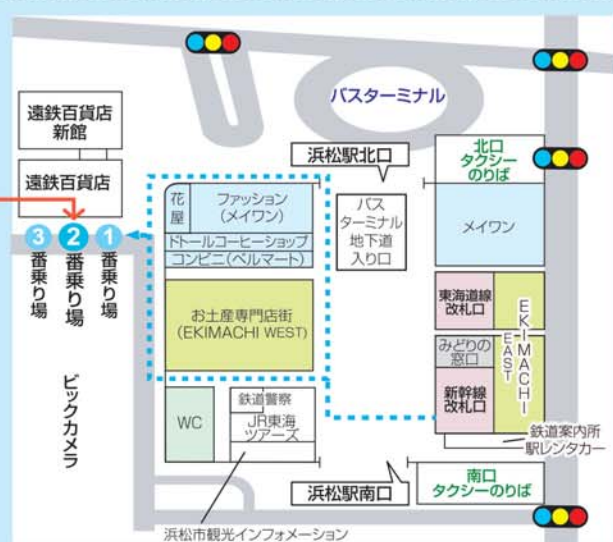 バスターミナル
遠鉄百貨店
新館
遠鉄百貨店
浜松駅北口
北口
タクシー
のりば
3
番乗り場
2
番乗り場
1
番乗り場
花屋
ファッション
(メイワン)
ドトールコーヒーショップ
コンビニ(ベルマート)
バス
ターミナル
地下道
入り口
メイワン
お土産専門店街
(EKIMACHI WEST)
東海道線
改札口
みどりの
窓口
新幹線
改札口
EKIMACHI
EAST
ビックカメラ
WC
鉄道警察
JR東海
ツアーズ
鉄道案内所
駅レンタカー
浜松駅南口
南口
タクシーのりば
浜松市観光インフォメーション